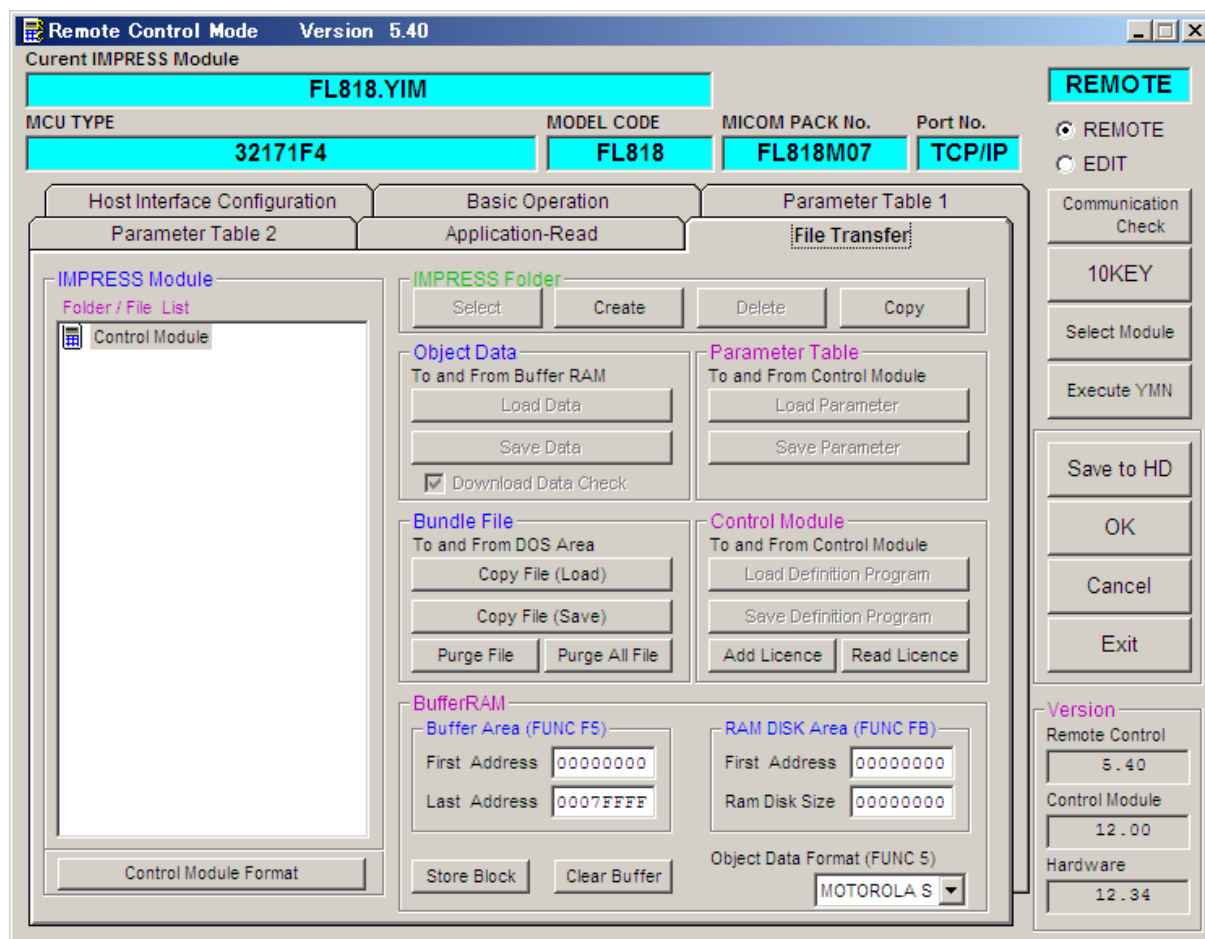 Remote Control Mode Version 5.40
Curent IMPRESS Module
FL818.YIM
REMOTE
MCU TYPE MODEL CODE MICOM PACK No. Port No.
32171F4 FL818 FL818M07 TCP/IP
REMOTE
EDIT
Host Interface Configuration Basic Operation Parameter Table 1
Parameter Table 2 Application-Read File Transfer
Communication
Check
10KEY
Select Module
Execute YMN
Save to HD
OK
Cancel
Exit
IMPRESS Module
Folder / File List
Control Module
Control Module Format
IMPRESS Folder
Select Create Delete Copy
Object Data
To and From Buffer RAM
Load Data
Save Data
Download Data Check
Parameter Table
To and From Control Module
Load Parameter
Save Parameter
Bundle File
To and From DOS Area
Copy File (Load)
Copy File (Save)
Purge File Purge All File
Control Module
To and From Control Module
Load Definition Program
Save Definition Program
Add Licence Read Licence
BufferRAM
Buffer Area (FUNC F5)
First Address 00000000
Last Address 0007FFFF
RAM DISK Area (FUNC FB)
First Address 00000000
Ram Disk Size 00000000
Store Block Clear Buffer
Object Data Format (FUNC 5)
MOTOROLA S
Version
Remote Control
5.40
Control Module
12.00
Hardware
12.34